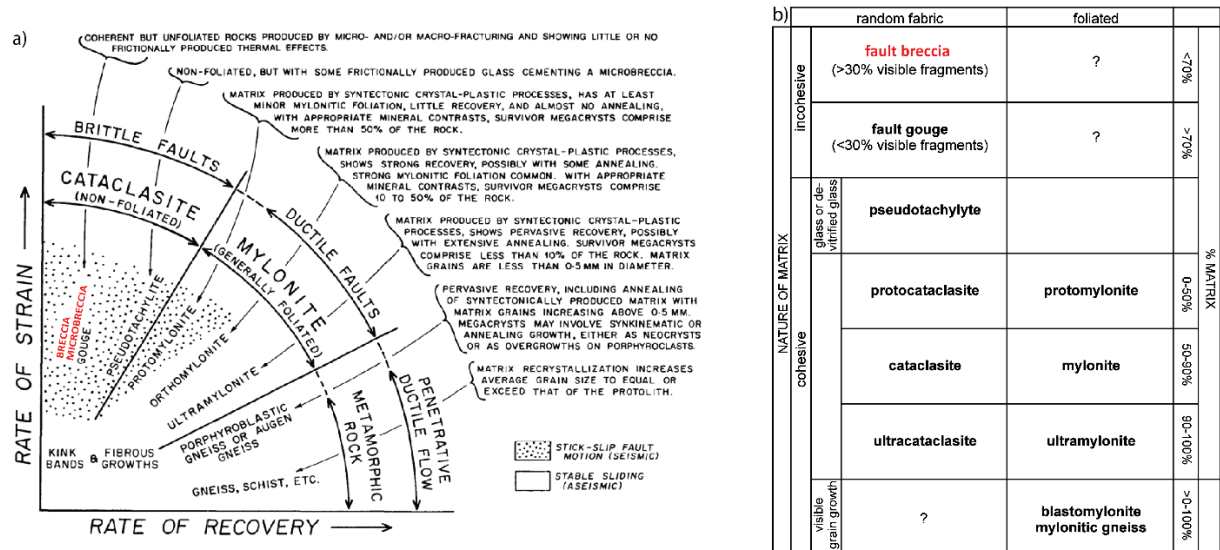 a)
COHERENT BUT UNFOLIATED ROCKS PRODUCED BY MICRO- AND/OR MACRO-FRACTURING AND SHOWING LITTLE OR NO
FRICTIONALLY PRODUCED THERMAL EFFECTS.
NON-FOLIATED, BUT WITH SOME FRICTIONALLY PRODUCED GLASS CEMENTING A MICROBRECCIA.
MATRIX PRODUCED BY SYNTECTONIC CRYSTAL-PLASTIC PROCESSES, HAS AT LEAST
MINOR MYLONITIC FOLIATION, LITTLE RECOVERY, AND ALMOST NO ANNEALING,
WITH APPROPRIATE MINERAL CONTRASTS, SURVIVOR MEGACRYSTS COMPRISE
MORE THAN 50% OF THE ROCK.
MATRIX PRODUCED BY SYNTECTONIC CRYSTAL-PLASTIC PROCESSES,
SHOWS STRONG RECOVERY, POSSIBLY WITH SOME ANNEALING.
STRONG MYLONITIC FOLIATION COMMON. WITH APPROPRIATE
MINERAL CONTRASTS, SURVIVOR MEGACRYSTS COMPRISE
10 TO 50% OF THE ROCK.
MATRIX PRODUCED BY SYNTECTONIC CRYSTAL-PLASTIC
PROCESSES, SHOWS PERVASIVE RECOVERY, POSSIBLY
WITH EXTENSIVE ANNEALING. SURVIVOR MEGACRYSTS
COMPRISE LESS THAN 10% OF THE ROCK. MATRIX
GRAINS ARE LESS THAN 0·5 MM IN DIAMETER.
PERVASIVE RECOVERY, INCLUDING ANNEALING
OF SYNTECTONICALLY PRODUCED MATRIX WITH
MATRIX GRAINS INCREASING ABOVE 0·5 MM.
MEGACRYSTS MAY INVOLVE SYNKINEMATIC OR
ANNEALING GROWTH, EITHER AS NEOCRYSTS
OR AS OVERGROWTHS ON PORPHYROCLASTS.
MATRIX RECRYSTALLIZATION INCREASES
AVERAGE GRAIN SIZE TO EQUAL OR
EXCEED THAT OF THE PROTOLITH.
BRITTLE FAULTS
DUCTILE FAULTS
PENETRATIVE
DUCTILE FLOW
CATACLASITE
(NON-FOLIATED)
MYLONITE
(GENERALLY FOLIATED)
METAMORPHIC
ROCK
BRECCIA
MICROBRECCIA
GOUGE
PSEUDOTACHYLITE
PROTOMYLONITE
ORTHOMYLONITE
ULTRAMYLONITE
PORPHYROBLASTIC
GNEISS OR AUGEN
GNEISS
GNEISS, SCHIST, ETC.
KINK
BANDS & FIBROUS
GROWTHS
STICK-SLIP FAULT
MOTION (SEISMIC)
STABLE SLIDING
(ASEISMIC)
RATE OF STRAIN
RATE OF RECOVERY
b)
random fabric
foliated
NATURE OF MATRIX
% MATRIX
incohesive
fault breccia
(>30% visible fragments)
?
<70%
fault gouge
(<30% visible fragments)
?
>70%
cohesive
glass or de-
vitrified glass
pseudotachylyte
protocataclasite
protomylonite
0-50%
cataclasite
mylonite
50-90%
ultracataclasite
ultramylonite
90-100%
visible
grain growth
?
blastomylonite
mylonitic gneiss
>0-100%